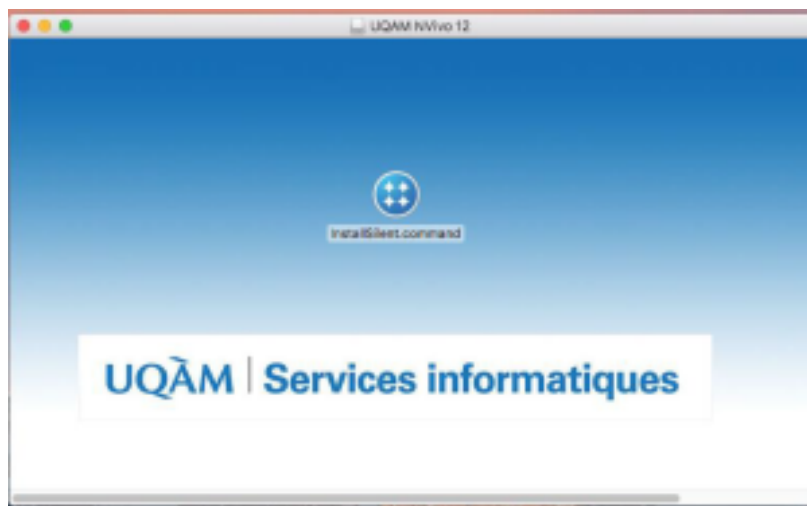 UQAM NVivo 12
InstallSilent.command
UQÀM | Services informatiques